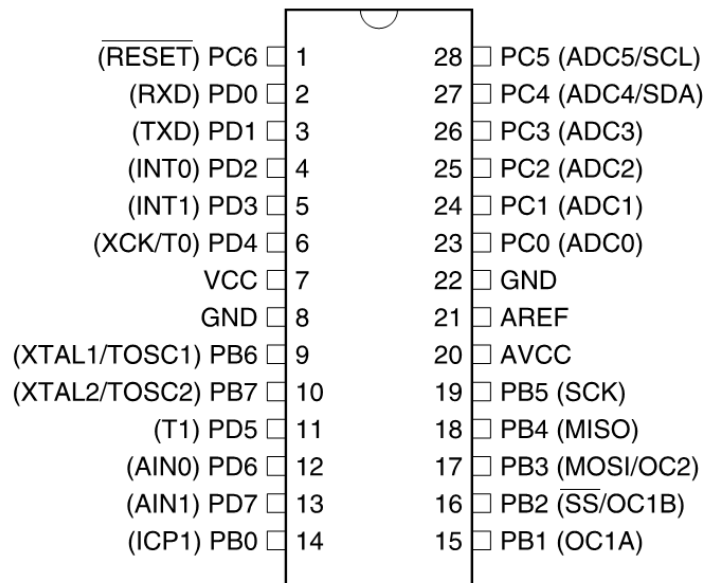 (RESET) PC6 1 28 PC5 (ADC5/SCL)
(RXD) PD0 2 27 PC4 (ADC4/SDA)
(TXD) PD1 3 26 PC3 (ADC3)
(INT0) PD2 4 25 PC2 (ADC2)
(INT1) PD3 5 24 PC1 (ADC1)
(XCK/T0) PD4 6 23 PC0 (ADC0)
VCC 7 22 GND
GND 8 21 AREF
(XTAL1/TOSC1) PB6 9 20 AVCC
(XTAL2/TOSC2) PB7 10 19 PB5 (SCK)
(T1) PD5 11 18 PB4 (MISO)
(AIN0) PD6 12 17 PB3 (MOSI/OC2)
(AIN1) PD7 13 16 PB2 (SS/OC1B)
(ICP1) PB0 14 15 PB1 (OC1A)